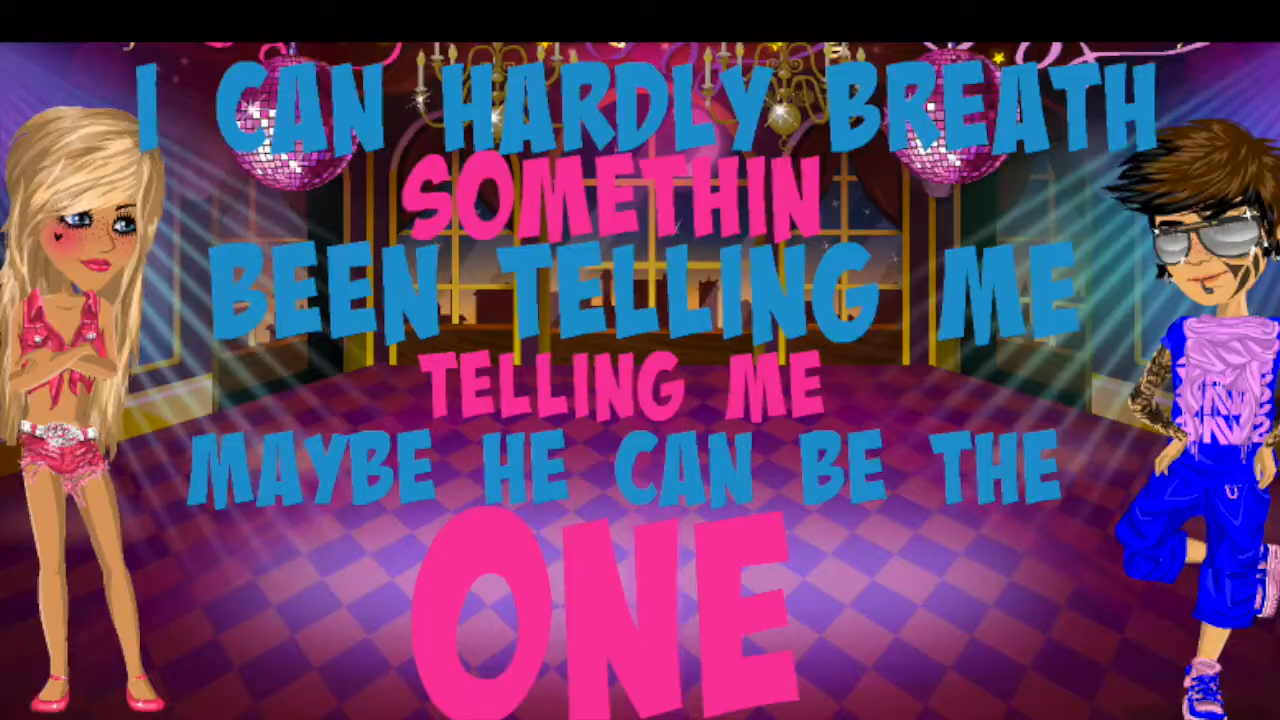 I CAN HARDLY BREATH
SOMETHIN
BEEN TELLING ME
TELLING ME
MAYBE HE CAN BE THE
ONE